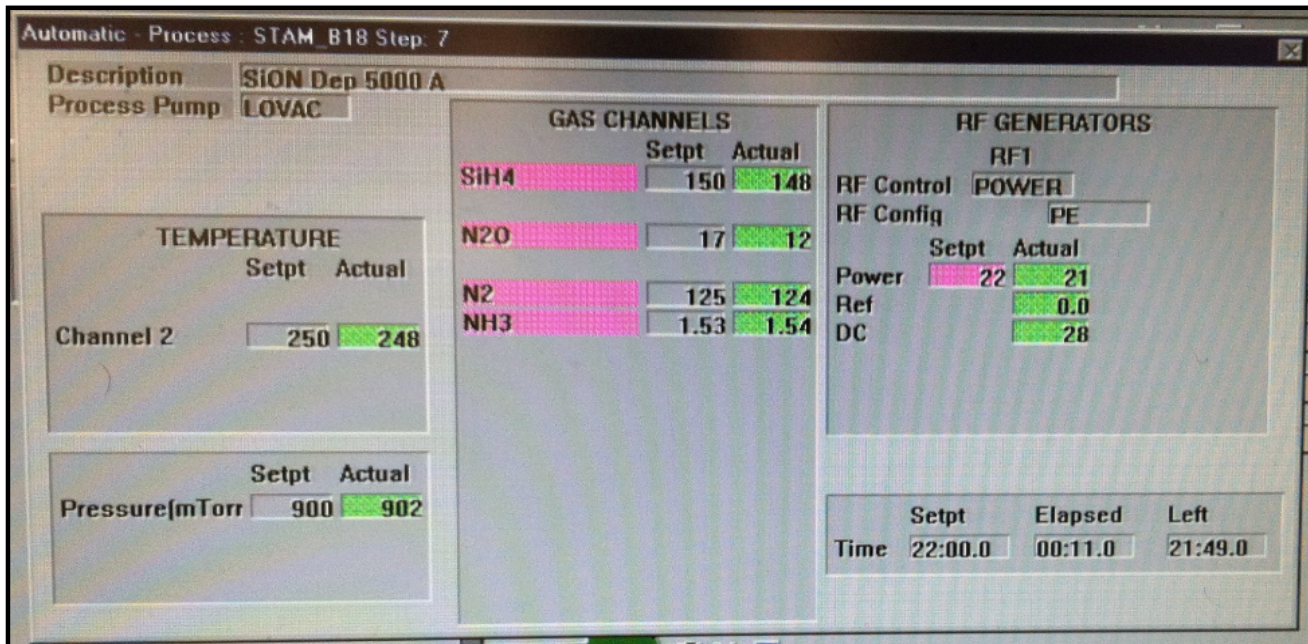 Automatic - Process : STAM_B18 Step: 7
Description SiON Dep 5000 A
Process Pump LOVAC
TEMPERATURE
Setpt Actual
Channel 2 250 248
Setpt Actual
Pressure(mTorr 900 902
GAS CHANNELS
Setpt Actual
SiH4 150 148
N2O 17 12
N2 125 124
NH3 1.53 1.54
RF GENERATORS
RF1
RF Control POWER
RF Config PE
Setpt Actual
Power 22 21
Ref 0.0
DC 28
Setpt Elapsed Left
Time 22:00.0 00:11.0 21:49.0